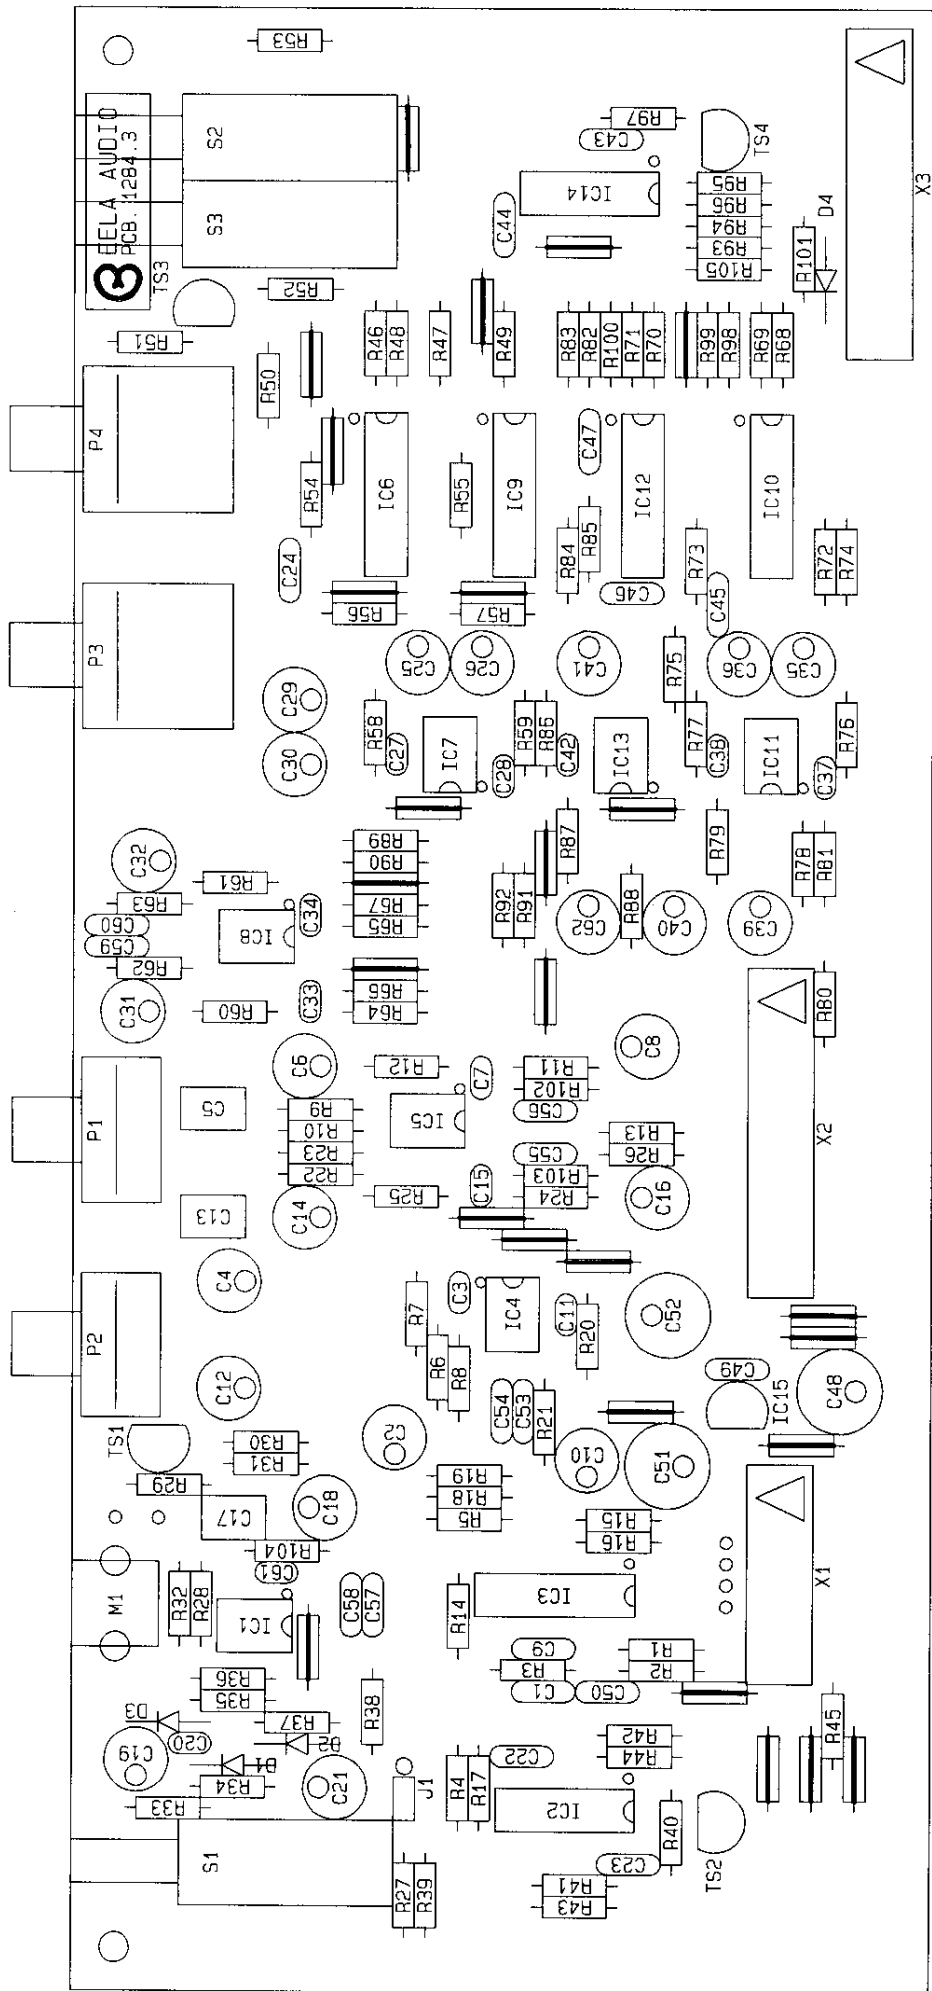 R53
EELA AUDIO
PCB. 1284.3
S2
S3
TS3
R52
R51
R97
C43
TS4
IC14
C44
R95
R96
R94
R93
R105
R101
D4
X3
P4
R50
R46
R48
R47
R49
R83
R82
R100
R71
R70
R99
R98
R69
R68
R54
IC6
R55
IC9
C47
IC12
IC10
R84
R85
R73
R72
R74
C24
R56
R57
C46
C45
P3
C25
C26
C41
R75
C36
C35
C29
C30
R58
C27
IC7
C28
R59
R86
C42
IC13
R77
C38
IC11
C37
R76
C32
R61
R63
C60
C59
R62
C31
R60
IC8
C34
C33
R89
R90
R67
R65
R66
R64
R92
R91
R87
C62
R88
C40
R79
C39
R78
R81
R80
P1
C5
C6
R9
R10
R23
R22
C14
C13
R12
IC5
C7
R11
R102
C56
C55
R103
R24
C15
R25
C8
R13
R26
C16
X2
P2
C4
C12
R7
R6
R8
C3
IC4
C11
R20
C52
C49
IC15
C48
TS1
R30
R31
R29
C17
C18
C2
C54
C53
R21
C10
C51
R19
R18
R5
R15
R16
M1
R104
C61
R32
R28
IC1
C58
C57
R14
IC3
X1
R36
R35
R37
R38
C9
R3
C1
C50
R1
R2
D3
C20
C19
D2
D1
R34
R33
C21
J1
R4
R17
C22
R42
R44
R45
IC2
R40
TS2
S1
R27
R39
C23
R41
R43